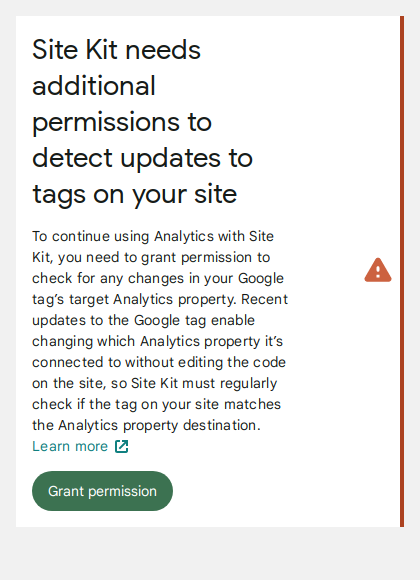 Site Kit needs
additional
permissions to
detect updates to
tags on your site
To continue using Analytics with Site
Kit, you need to grant permission to
check for any changes in your Google
tag’s target Analytics property. Recent
updates to the Google tag enable
changing which Analytics property it’s
connected to without editing the code
on the site, so Site Kit must regularly
check if the tag on your site matches
the Analytics property destination.
Learn more
Grant permission